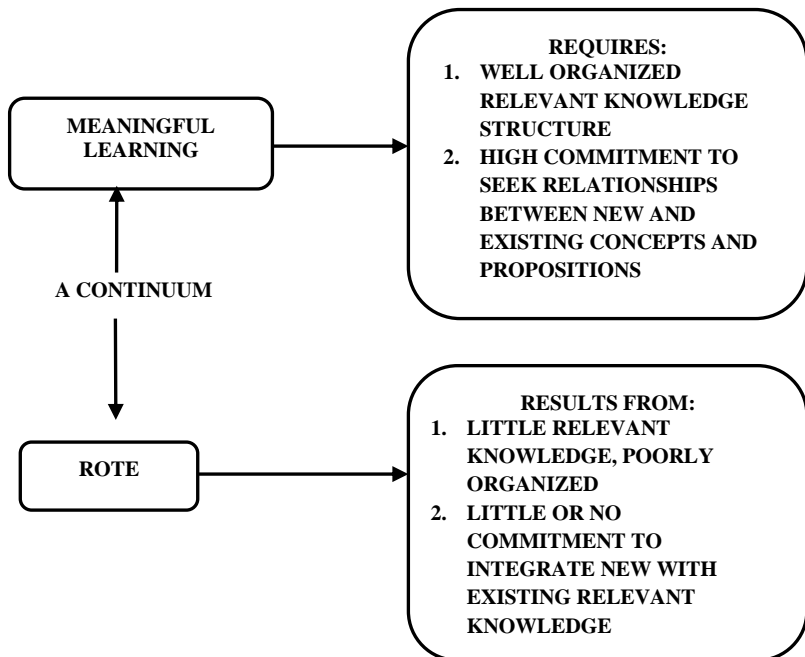 MEANINGFUL
LEARNING
REQUIRES:
1. WELL ORGANIZED
RELEVANT KNOWLEDGE
STRUCTURE
2. HIGH COMMITMENT TO
SEEK RELATIONSHIPS
BETWEEN NEW AND
EXISTING CONCEPTS AND
PROPOSITIONS
A CONTINUUM
ROTE
RESULTS FROM:
1. LITTLE RELEVANT
KNOWLEDGE, POORLY
ORGANIZED
2. LITTLE OR NO
COMMITMENT TO
INTEGRATE NEW WITH
EXISTING RELEVANT
KNOWLEDGE